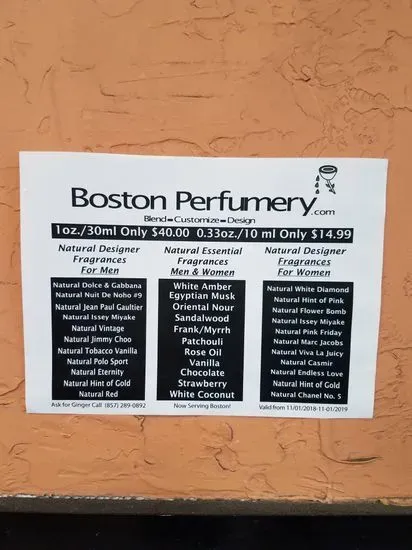 Boston Perfumery.com
Blend-Customize-Design
1oz./30ml Only $40.00 0.33oz./10 ml Only $14.99
Natural Designer
Fragrances
For Men
Natural Dolce & Gabbana
Natural Nuit De Noho #9
Natural Jean Paul Gaultier
Natural Issey Miyake
Natural Vintage
Natural Jimmy Choo
Natural Tobacco Vanilla
Natural Polo Sport
Natural Eternity
Natural Hint of Gold
Natural Red
Ask for Ginger Call (857) 289-0892
Natural Essential
Fragrances
Men & Women
White Amber
Egyptian Musk
Oriental Nour
Sandalwood
Frank/Myrrh
Patchouli
Rose Oil
Vanilla
Chocolate
Strawberry
White Coconut
Now Serving Boston!
Natural Designer
Fragrances
For Women
Natural White Diamond
Natural Hint of Pink
Natural Flower Bomb
Natural Issey Miyake
Natural Pink Friday
Natural Marc Jacobs
Natural Viva La Juicy
Natural Casmir
Natural Endless Love
Natural Hint of Gold
Natural Chanel No. 5
Valid from 11/01/2018-11/01/2019